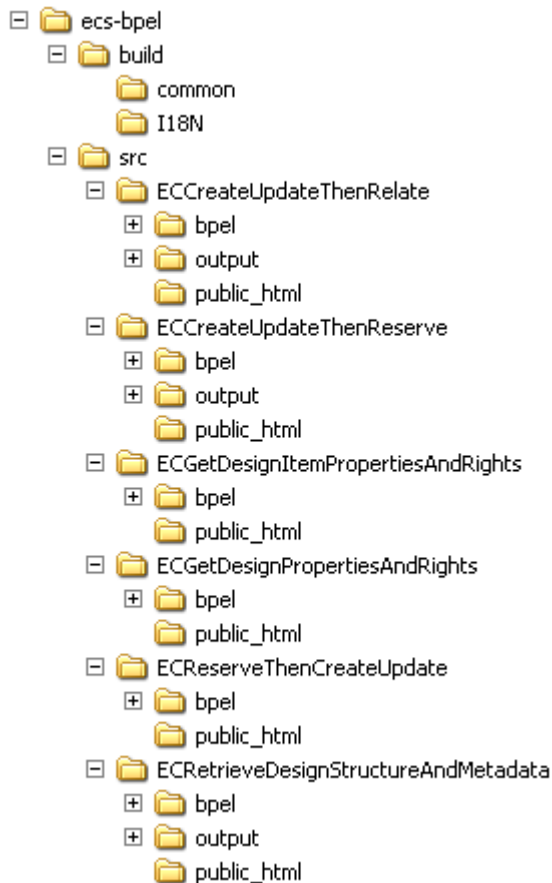 ecs-bpel
build
common
I18N
src
ECCreateUpdateThenRelate
bpel
output
public_html
ECCreateUpdateThenReserve
bpel
output
public_html
ECGetDesignItemPropertiesAndRights
bpel
public_html
ECGetDesignPropertiesAndRights
bpel
public_html
ECReserveThenCreateUpdate
bpel
public_html
ECRetrieveDesignStructureAndMetadata
bpel
output
public_html